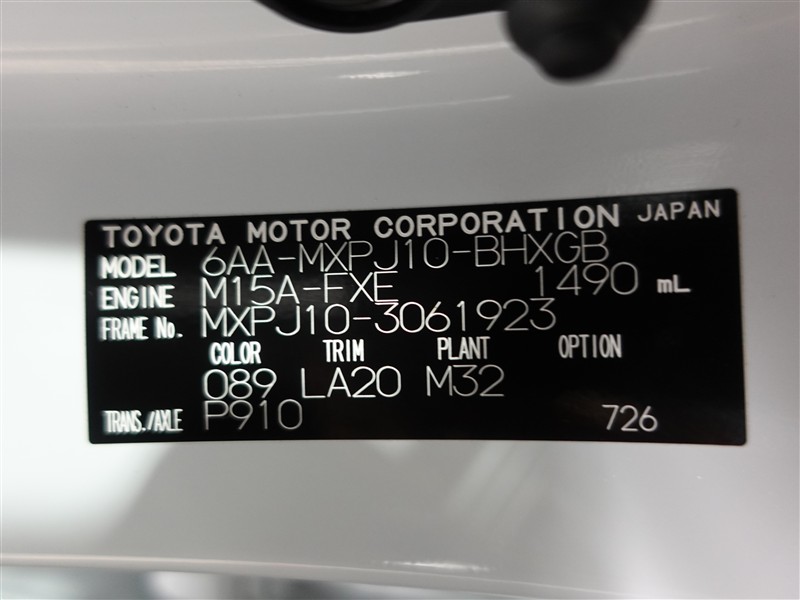 TOYOTA MOTOR CORPORATION JAPAN
MODEL 6AA-MXPJ10-BHXGB
ENGINE M15A-FXE 1490 mL
FRAME No. MXPJ10-3061923
COLOR TRIM PLANT OPTION
089 LA20 M32
TRANS./AXLE P910 726